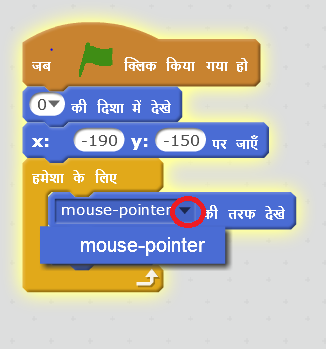 जब क्लिक किया गया हो
0 की दिशा में देखे
x: -190 y: -150 पर जाएँ
हमेशा के लिए
mouse-pointer की तरफ देखे
mouse-pointer